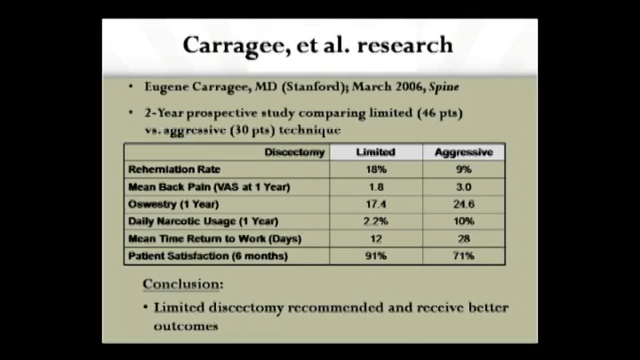 Carragee, et al. research
• Eugene Carragee, MD (Stanford); March 2006, Spine
• 2-Year prospective study comparing limited (46 pts)
vs. aggressive (30 pts) technique
Discectomy Limited Aggressive
Reherniation Rate 18% 9%
Mean Back Pain (VAS at 1 Year) 1.8 3.0
Oswestry (1 Year) 17.4 24.6
Daily Narcotic Usage (1 Year) 2.2% 10%
Mean Time Return to Work (Days) 12 28
Patient Satisfaction (6 months) 91% 71%
Conclusion:
• Limited discectomy recommended and receive better
outcomes